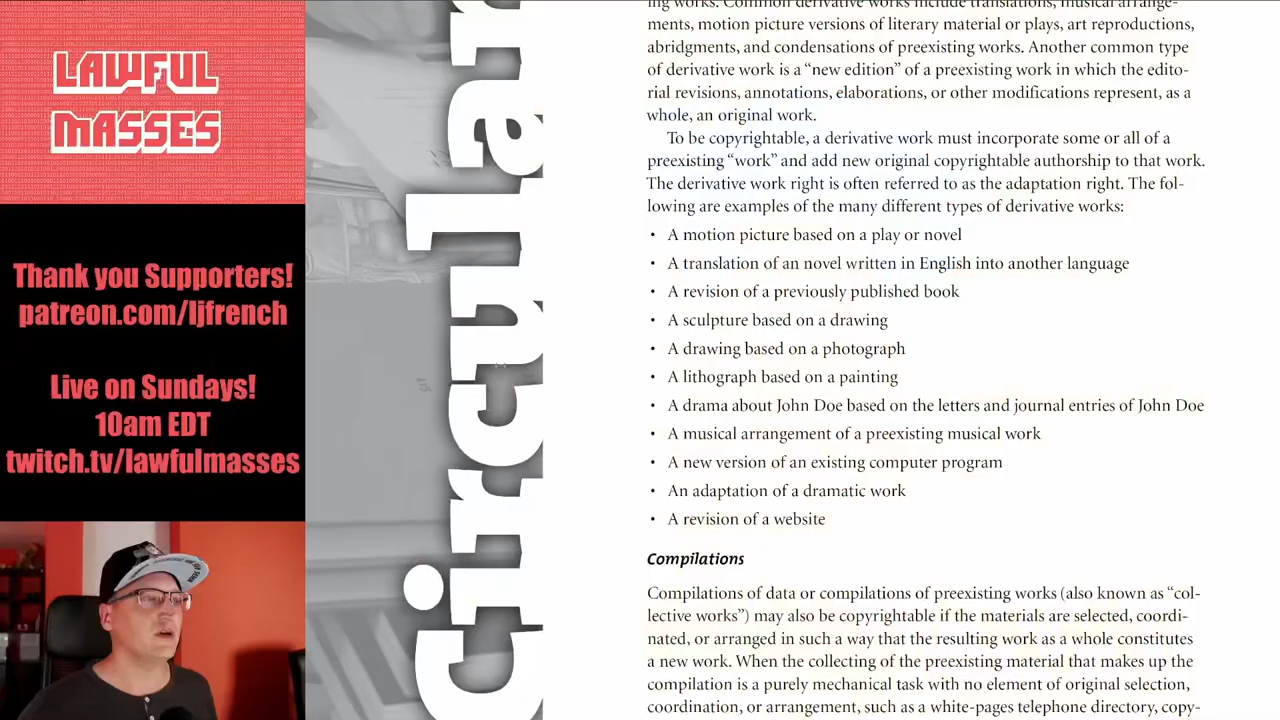 LAWFUL
MASSES
Thank you Supporters!
patreon.com/ljfrench
Live on Sundays!
10am EDT
twitch.tv/lawfulmasses
Circular
ing works. Common derivative works include translations, musical arrange-
ments, motion picture versions of literary material or plays, art reproductions,
abridgments, and condensations of preexisting works. Another common type
of derivative work is a “new edition” of a preexisting work in which the edito-
rial revisions, annotations, elaborations, or other modifications represent, as a
whole, an original work.
To be copyrightable, a derivative work must incorporate some or all of a
preexisting “work” and add new original copyrightable authorship to that work.
The derivative work right is often referred to as the adaptation right. The fol-
lowing are examples of the many different types of derivative works:
• A motion picture based on a play or novel
• A translation of an novel written in English into another language
• A revision of a previously published book
• A sculpture based on a drawing
• A drawing based on a photograph
• A lithograph based on a painting
• A drama about John Doe based on the letters and journal entries of John Doe
• A musical arrangement of a preexisting musical work
• A new version of an existing computer program
• An adaptation of a dramatic work
• A revision of a website
Compilations
Compilations of data or compilations of preexisting works (also known as “col-
lective works”) may also be copyrightable if the materials are selected, coordi-
nated, or arranged in such a way that the resulting work as a whole constitutes
a new work. When the collecting of the preexisting material that makes up the
compilation is a purely mechanical task with no element of original selection,
coordination, or arrangement, such as a white-pages telephone directory, copy-